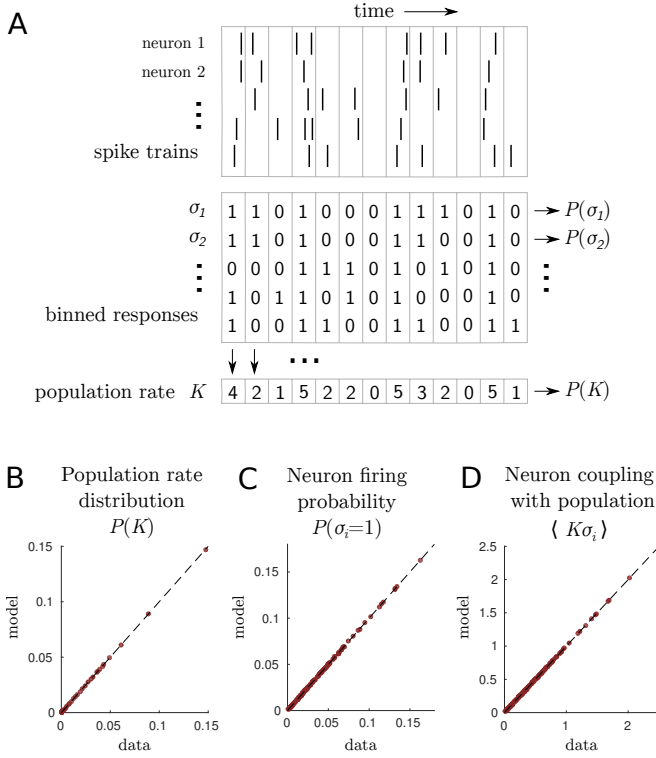 A
time
neuron 1
neuron 2
spike trains
σ1 1 1 0 1 0 0 0 1 1 1 0 1 0 P(σ1)
σ2 1 1 0 1 0 0 0 1 1 0 0 1 0 P(σ2)
0 0 0 1 1 1 0 1 0 1 0 1 0
1 0 1 1 0 1 0 1 0 0 0 1 0
binned responses 1 0 0 1 1 0 0 1 1 0 0 1 1
population rate K 4 2 1 5 2 2 0 5 3 2 0 5 1 P(K)
B
Population rate
distribution
P(K)
0.15
0.1
0.05
0
0 0.05 0.1 0.15
model
data
C
Neuron firing
probability
P(σi=1)
0.15
0.1
0.05
0
0 0.05 0.1 0.15
model
data
D
Neuron coupling
with population
⟨ Kσi ⟩
2.5
2
1.5
1
0.5
0
0 1 2
model
data